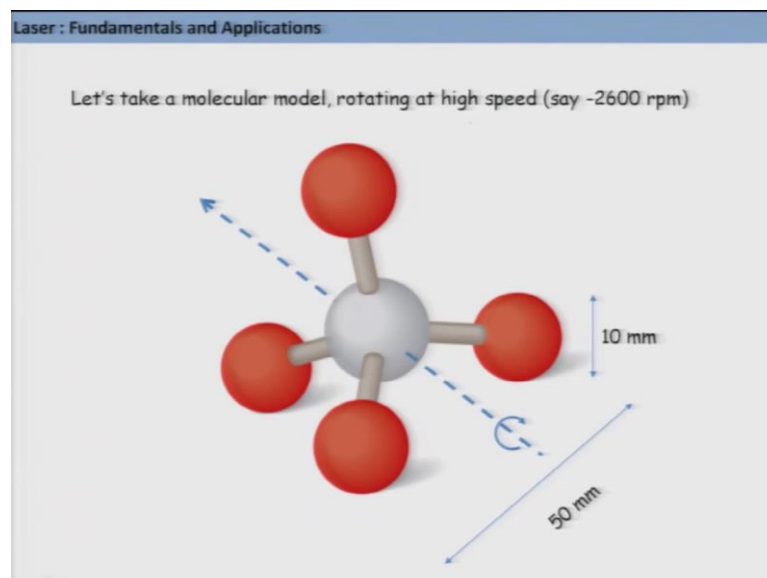 Laser : Fundamentals and Applications
Let's take a molecular model, rotating at high speed (say -2600 rpm)
10 mm
50 mm